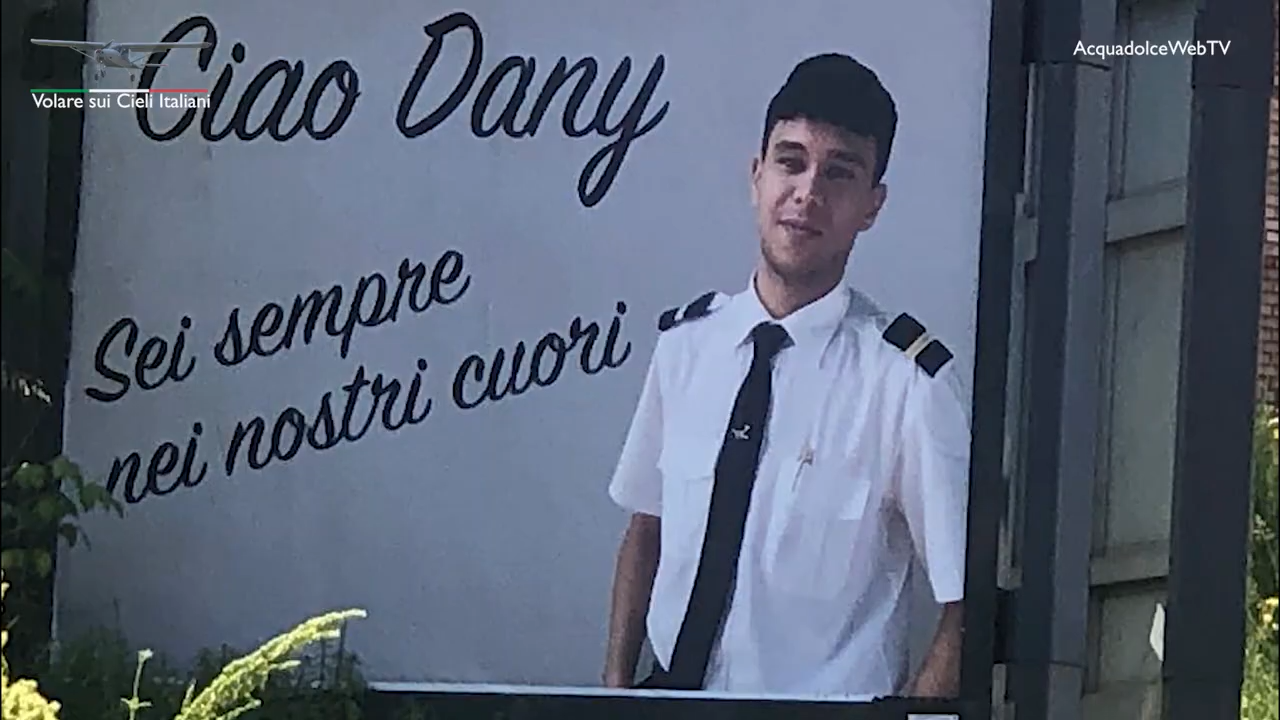 AcquadolceWebTV
Volare sui Cieli Italiani
Ciao Dany
Sei sempre
nei nostri cuori